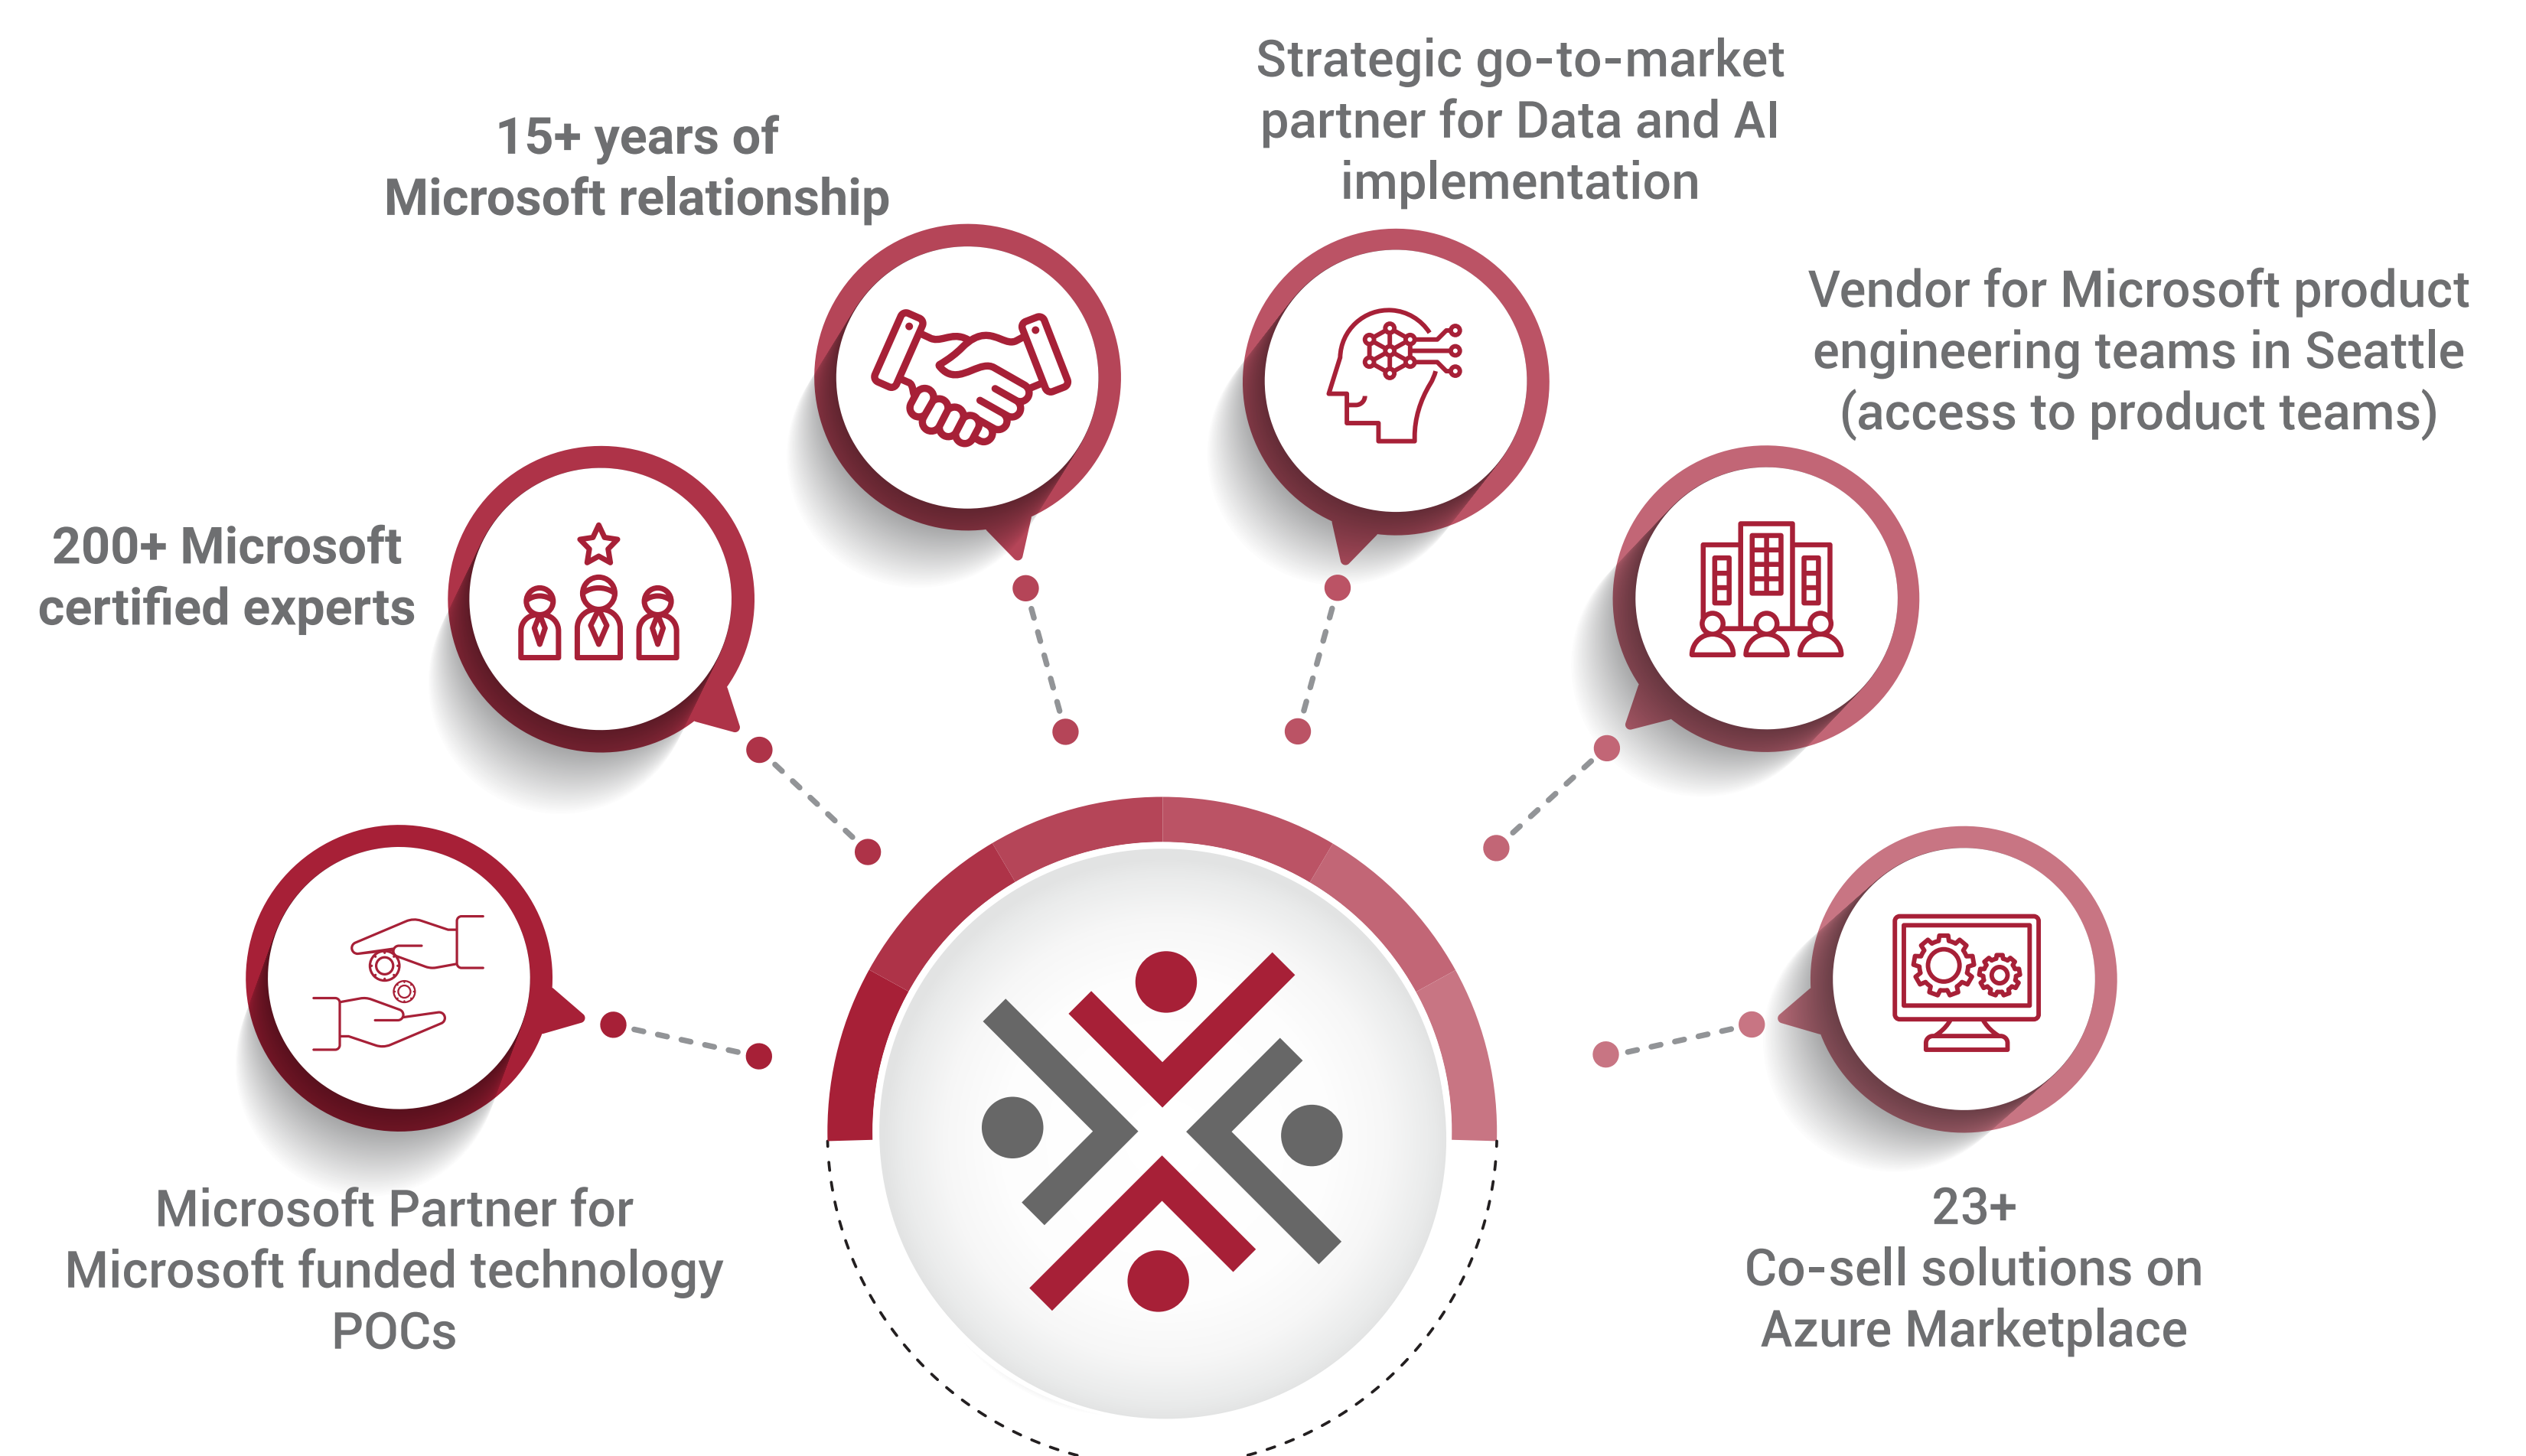 Strategic go-to-market
partner for Data and AI
implementation
15+ years of
Microsoft relationship
Vendor for Microsoft product
engineering teams in Seattle
(access to product teams)
200+ Microsoft
certified experts
Microsoft Partner for
Microsoft funded technology
POCs
23+
Co-sell solutions on
Azure Marketplace